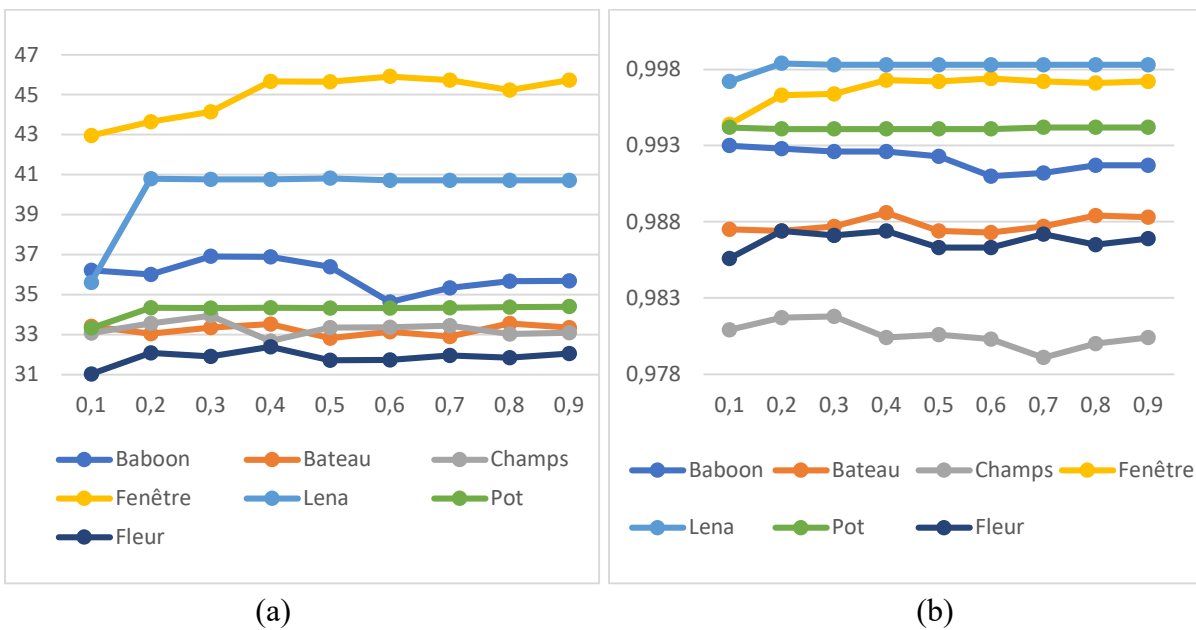 47
45
43
41
39
37
35
33
31
0,1 0,2 0,3 0,4 0,5 0,6 0,7 0,8 0,9
Baboon Bateau Champs
Fenêtre Lena Pot
Fleur
(a)
0,998
0,993
0,988
0,983
0,978
0,1 0,2 0,3 0,4 0,5 0,6 0,7 0,8 0,9
Baboon Bateau Champs Fenêtre
Lena Pot Fleur
(b)